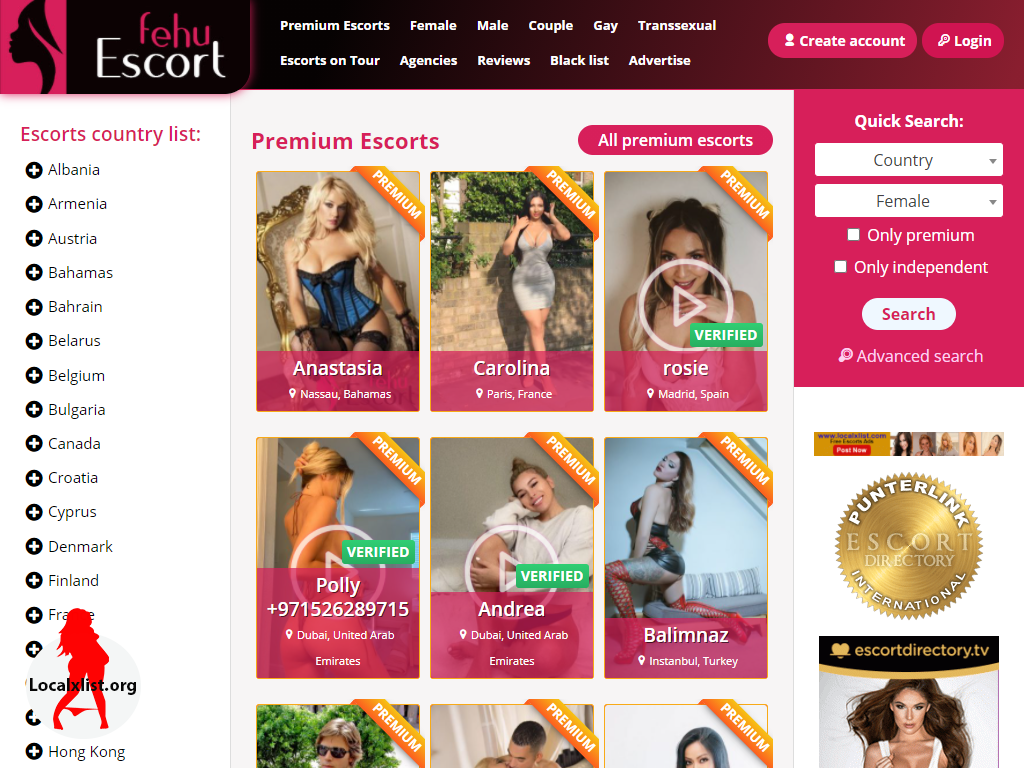 fehu
Escort
Premium Escorts Female Male Couple Gay Transsexual
Escorts on Tour Agencies Reviews Black list Advertise
Create account
Login
Escorts country list:
Albania
Armenia
Austria
Bahamas
Bahrain
Belarus
Belgium
Bulgaria
Canada
Croatia
Cyprus
Denmark
Finland
Localxlist.org
Hong Kong
Premium Escorts
All premium escorts
PREMIUM
Anastasia
Nassau, Bahamas
PREMIUM
Carolina
Paris, France
PREMIUM
VERIFIED
rosie
Madrid, Spain
PREMIUM
VERIFIED
Polly
+971526289715
Dubai, United Arab
Emirates
PREMIUM
VERIFIED
Andrea
Dubai, United Arab
Emirates
PREMIUM
Balimnaz
Instanbul, Turkey
PREMIUM
PREMIUM
PREMIUM
Quick Search:
Country
Female
Only premium
Only independent
Search
Advanced search
www.localxlist.com
Free Escorts Ads
Post Now
PUNTERLINK
ESCORT
DIRECTORY
INTERNATIONAL
escortdirectory.tv